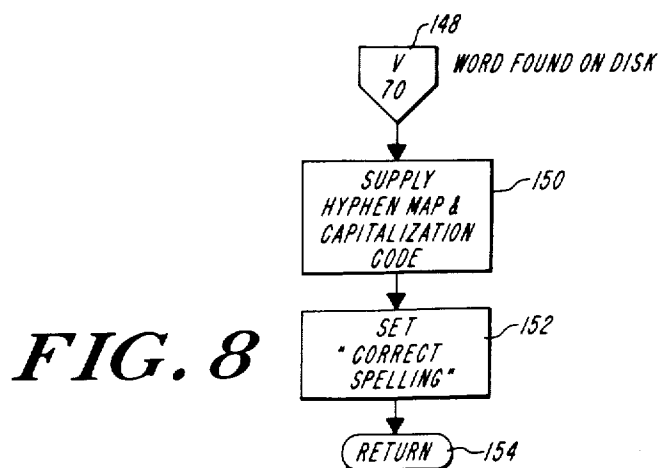 148
V
70
WORD FOUND ON DISK
150
SUPPLY
HYPHEN MAP &
CAPITALIZATION
CODE
152
SET
"CORRECT
SPELLING"
FIG. 8
RETURN
154